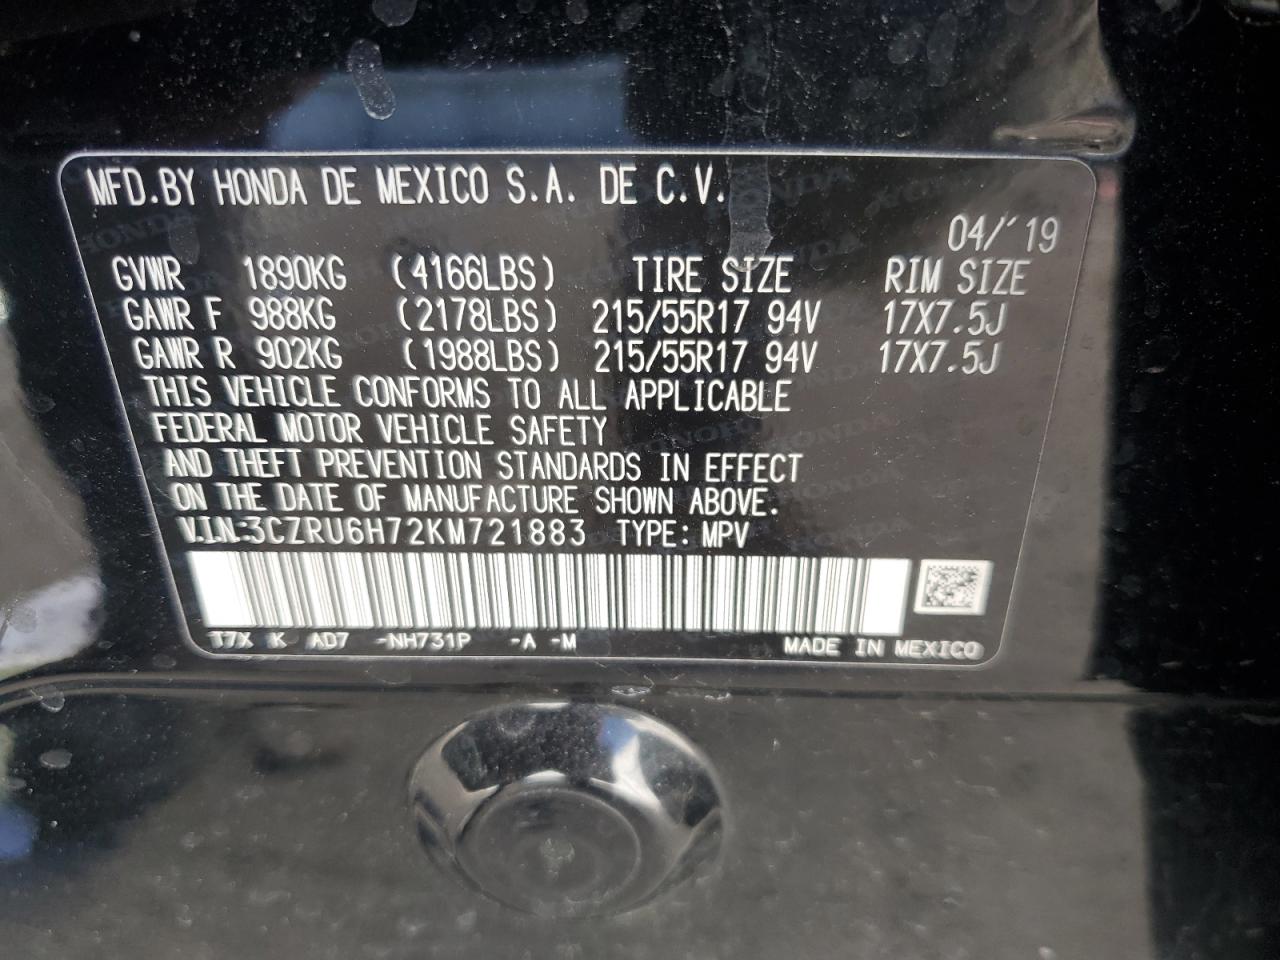 MFD.BY HONDA DE MEXICO S.A. DE C.V.
04/'19
GVWR 1890KG (4166LBS) TIRE SIZE RIM SIZE
GAWR F 988KG (2178LBS) 215/55R17 94V 17X7.5J
GAWR R 902KG (1988LBS) 215/55R17 94V 17X7.5J
THIS VEHICLE CONFORMS TO ALL APPLICABLE
FEDERAL MOTOR VEHICLE SAFETY
AND THEFT PREVENTION STANDARDS IN EFFECT
ON THE DATE OF MANUFACTURE SHOWN ABOVE.
V.I.N:3CZRU6H72KM721883 TYPE: MPV
T7X K AD7 -NH731P -A -M MADE IN MEXICO